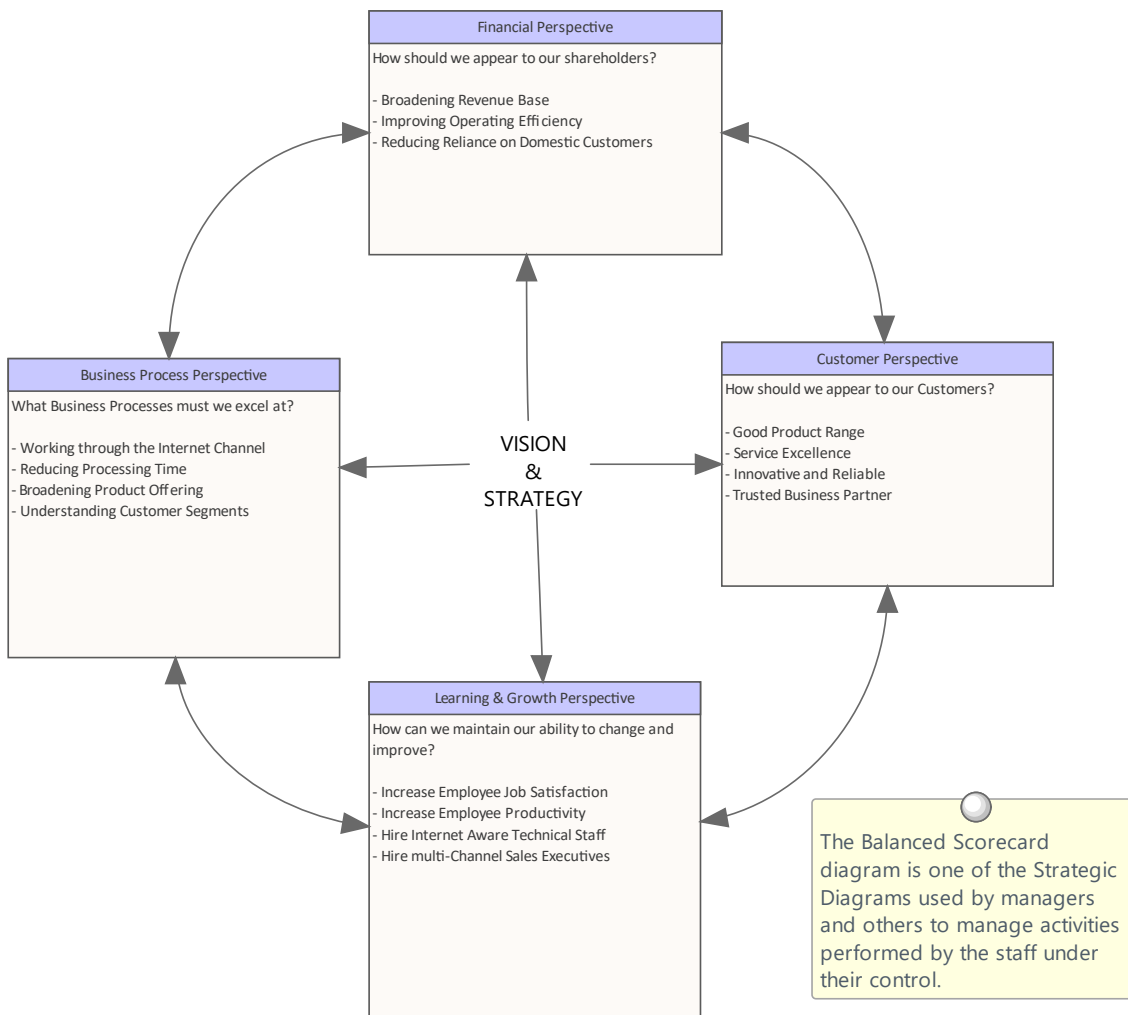 Financial Perspective
How should we appear to our shareholders?
- Broadening Revenue Base
- Improving Operating Efficiency
- Reducing Reliance on Domestic Customers
Business Process Perspective
What Business Processes must we excel at?
- Working through the Internet Channel
- Reducing Processing Time
- Broadening Product Offering
- Understanding Customer Segments
VISION
&
STRATEGY
Customer Perspective
How should we appear to our Customers?
- Good Product Range
- Service Excellence
- Innovative and Reliable
- Trusted Business Partner
Learning & Growth Perspective
How can we maintain our ability to change and
improve?
- Increase Employee Job Satisfaction
- Increase Employee Productivity
- Hire Internet Aware Technical Staff
- Hire multi-Channel Sales Executives
The Balanced Scorecard
diagram is one of the Strategic
Diagrams used by managers
and others to manage activities
performed by the staff under
their control.